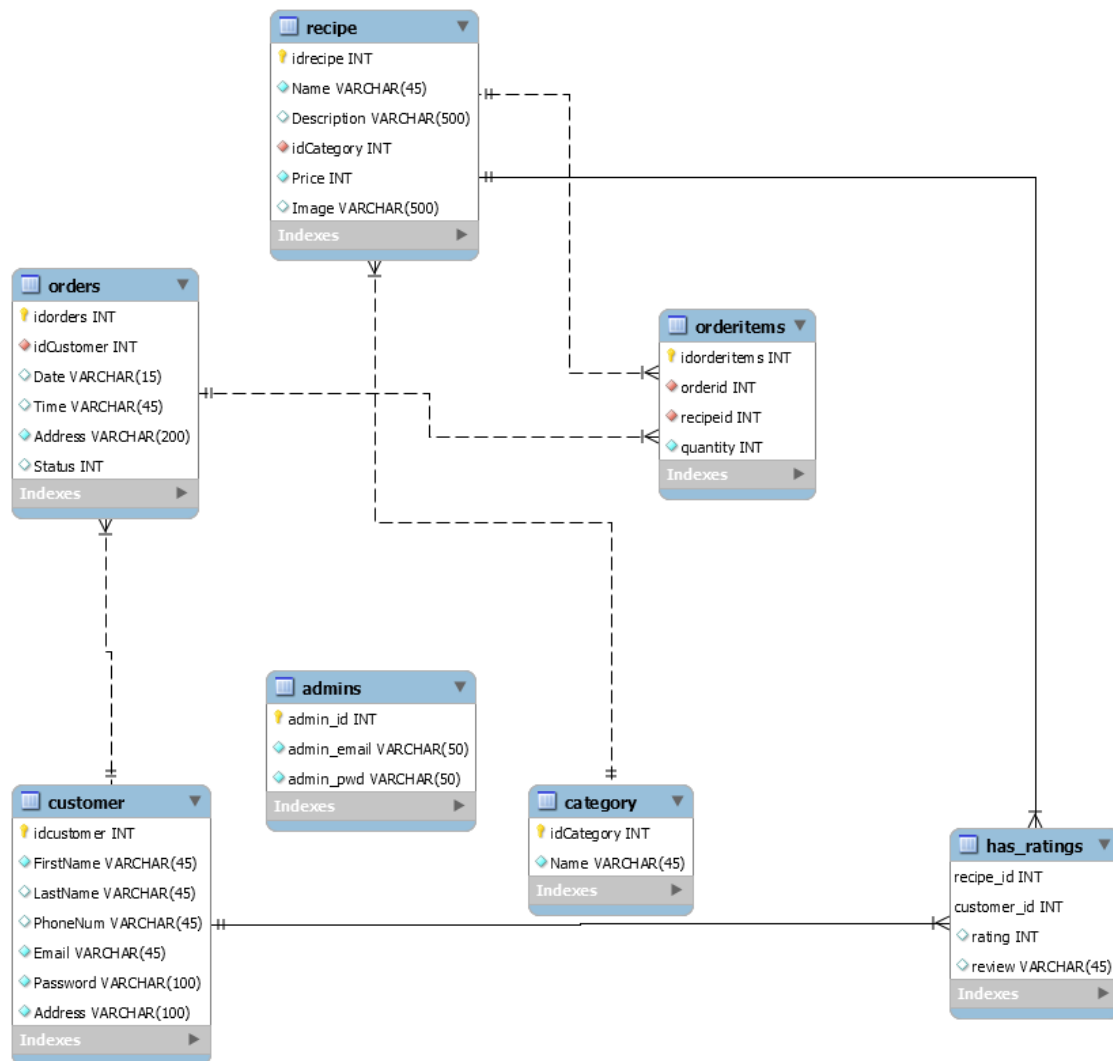 recipe
idrecipe INT
Name VARCHAR(45)
Description VARCHAR(500)
idCategory INT
Price INT
Image VARCHAR(500)
Indexes
orders
idorders INT
idCustomer INT
Date VARCHAR(15)
Time VARCHAR(45)
Address VARCHAR(200)
Status INT
Indexes
orderitems
idorderitems INT
orderid INT
recipeid INT
quantity INT
Indexes
admins
admin_id INT
admin_email VARCHAR(50)
admin_pwd VARCHAR(50)
Indexes
customer
idcustomer INT
FirstName VARCHAR(45)
LastName VARCHAR(45)
PhoneNum VARCHAR(45)
Email VARCHAR(45)
Password VARCHAR(100)
Address VARCHAR(100)
Indexes
category
idCategory INT
Name VARCHAR(45)
Indexes
has_ratings
recipe_id INT
customer_id INT
rating INT
review VARCHAR(45)
Indexes